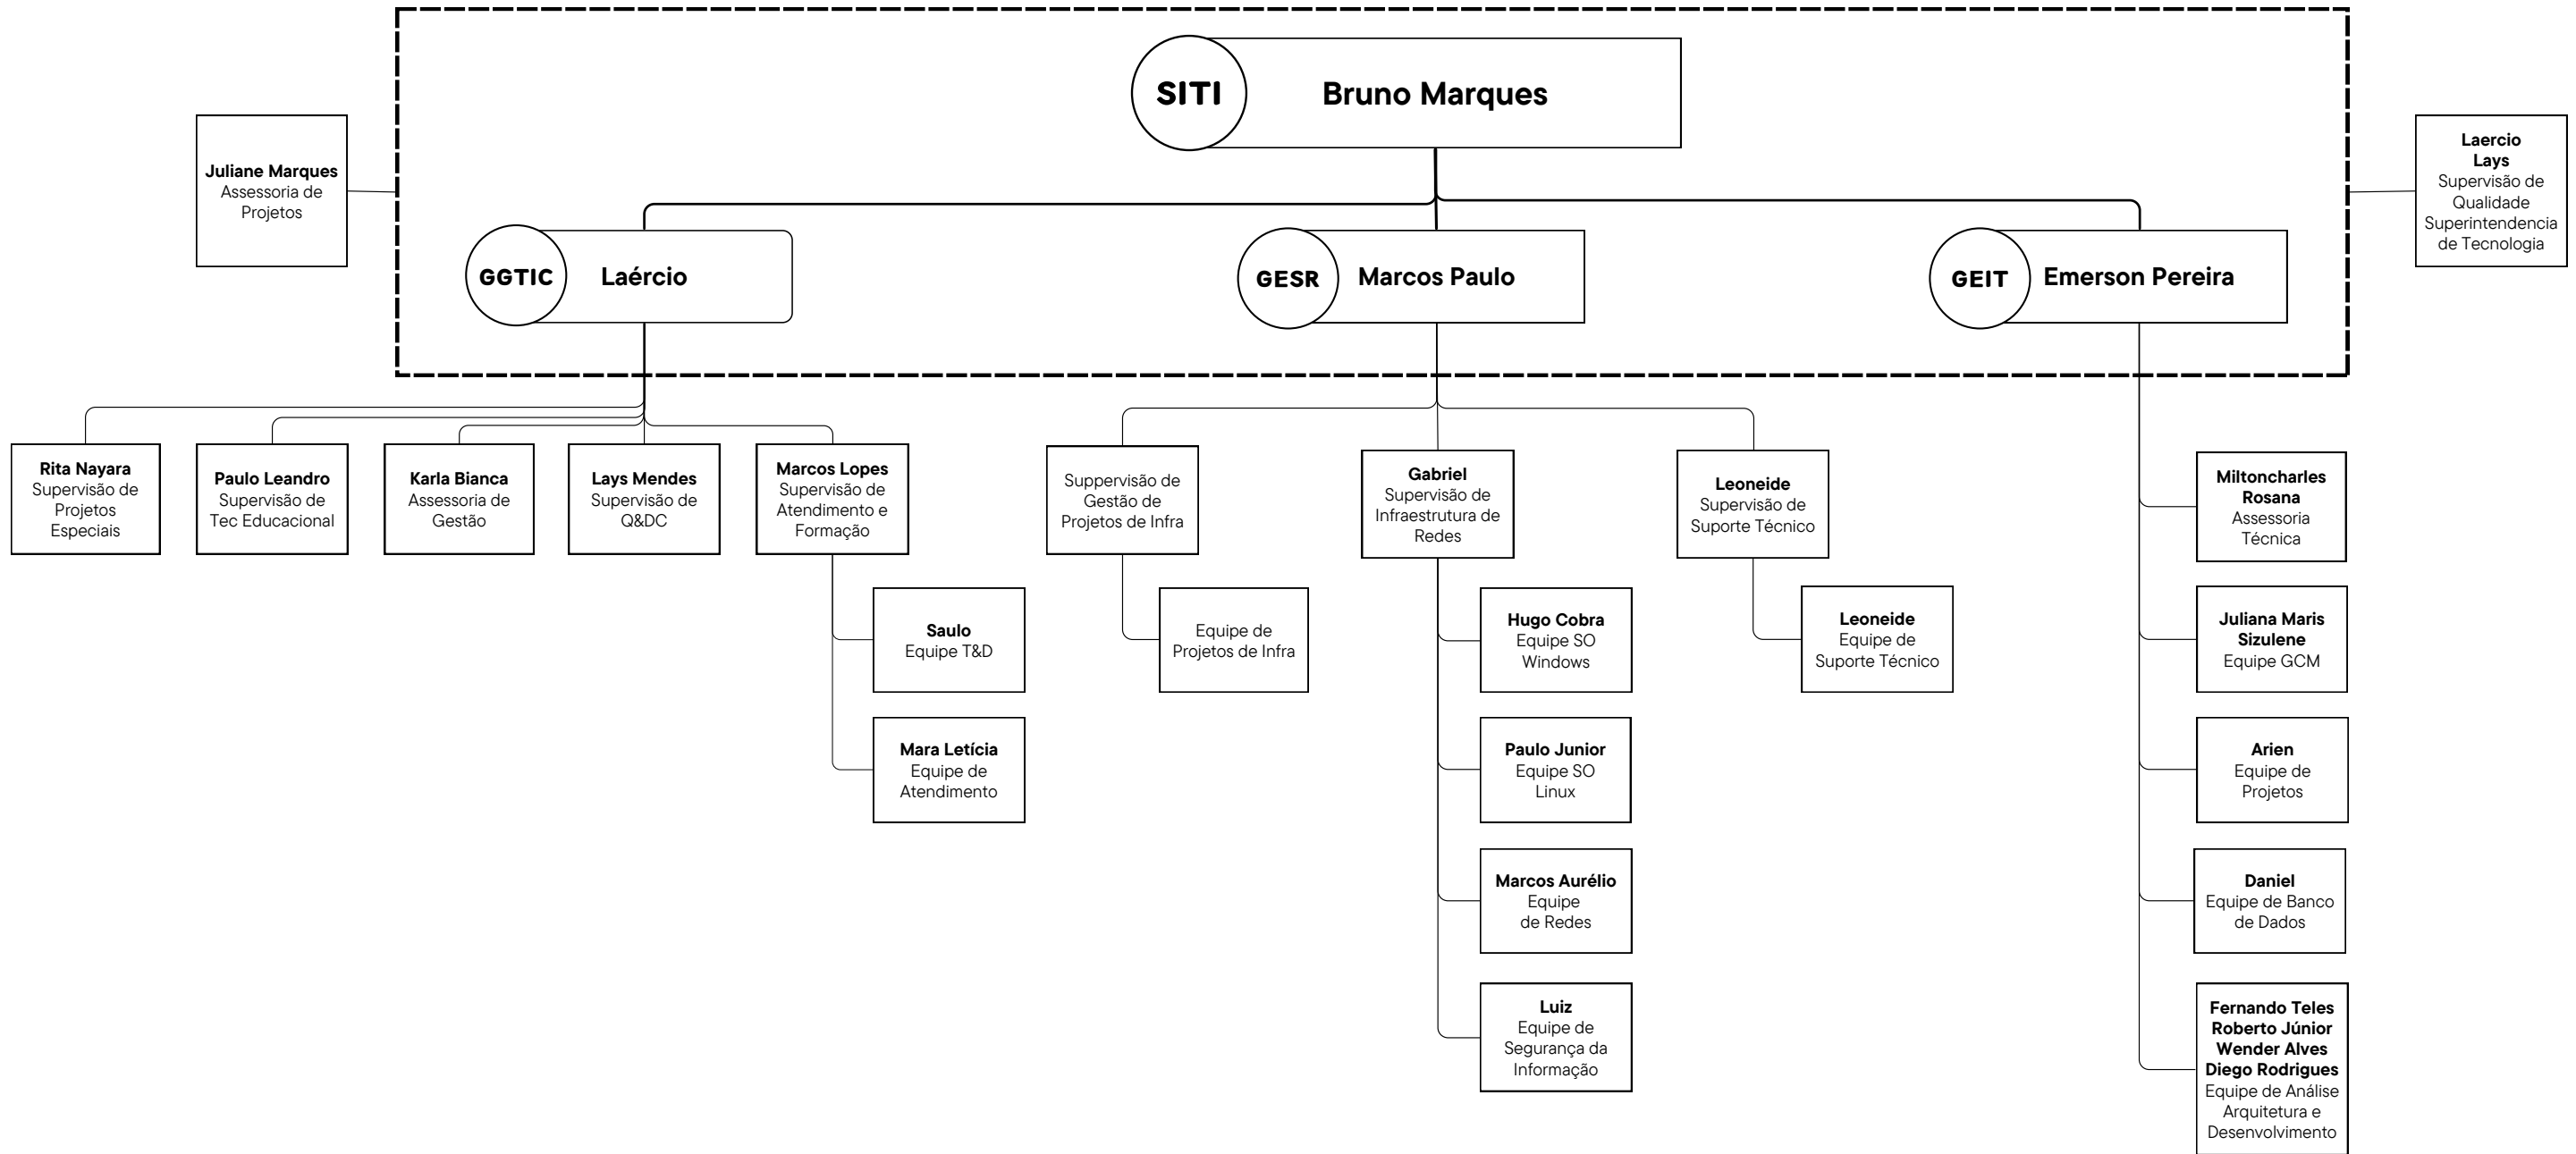 SITI
Bruno Marques
Juliane Marques
Assessoria de
Projetos
Laercio
Lays
Supervisão de
Qualidade
Superintendencia
de Tecnologia
GGTIC
Laércio
GESR
Marcos Paulo
GEIT
Emerson Pereira
Rita Nayara
Supervisão de
Projetos
Especiais
Paulo Leandro
Supervisão de
Tec Educacional
Karla Bianca
Assessoria de
Gestão
Lays Mendes
Supervisão de
Q&DC
Marcos Lopes
Supervisão de
Atendimento e
Formação
Saulo
Equipe T&D
Mara Letícia
Equipe de
Atendimento
Suppervisão de
Gestão de
Projetos de Infra
Equipe de
Projetos de Infra
Gabriel
Supervisão de
Infraestrutura de
Redes
Hugo Cobra
Equipe SO
Windows
Paulo Junior
Equipe SO
Linux
Marcos Aurélio
Equipe
de Redes
Luiz
Equipe de
Segurança da
Informação
Leoneide
Supervisão de
Suporte Técnico
Leoneide
Equipe de
Suporte Técnico
Miltoncharles
Rosana
Assessoria
Técnica
Juliana Maris
Sizulene
Equipe GCM
Arien
Equipe de
Projetos
Daniel
Equipe de Banco
de Dados
Fernando Teles
Roberto Júnior
Wender Alves
Diego Rodrigues
Equipe de Análise
Arquitetura e
Desenvolvimento